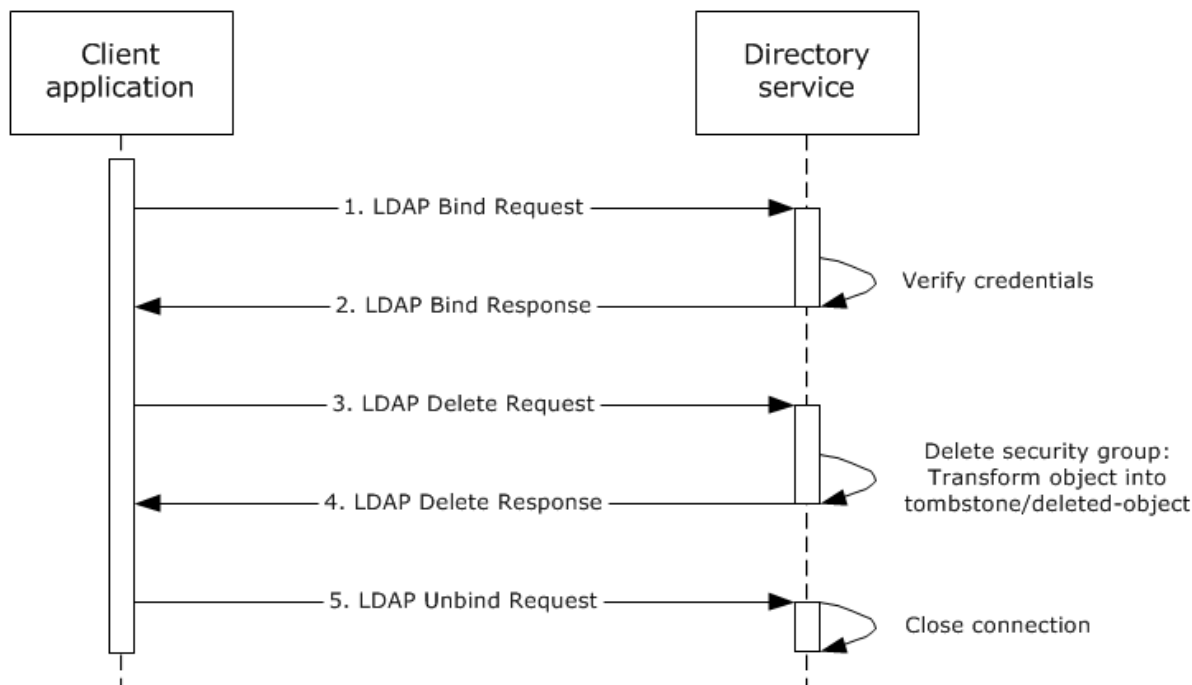 Client
application
Directory
service
1. LDAP Bind Request
Verify credentials
2. LDAP Bind Response
3. LDAP Delete Request
Delete security group:
Transform object into
tombstone/deleted-object
4. LDAP Delete Response
5. LDAP Unbind Request
Close connection